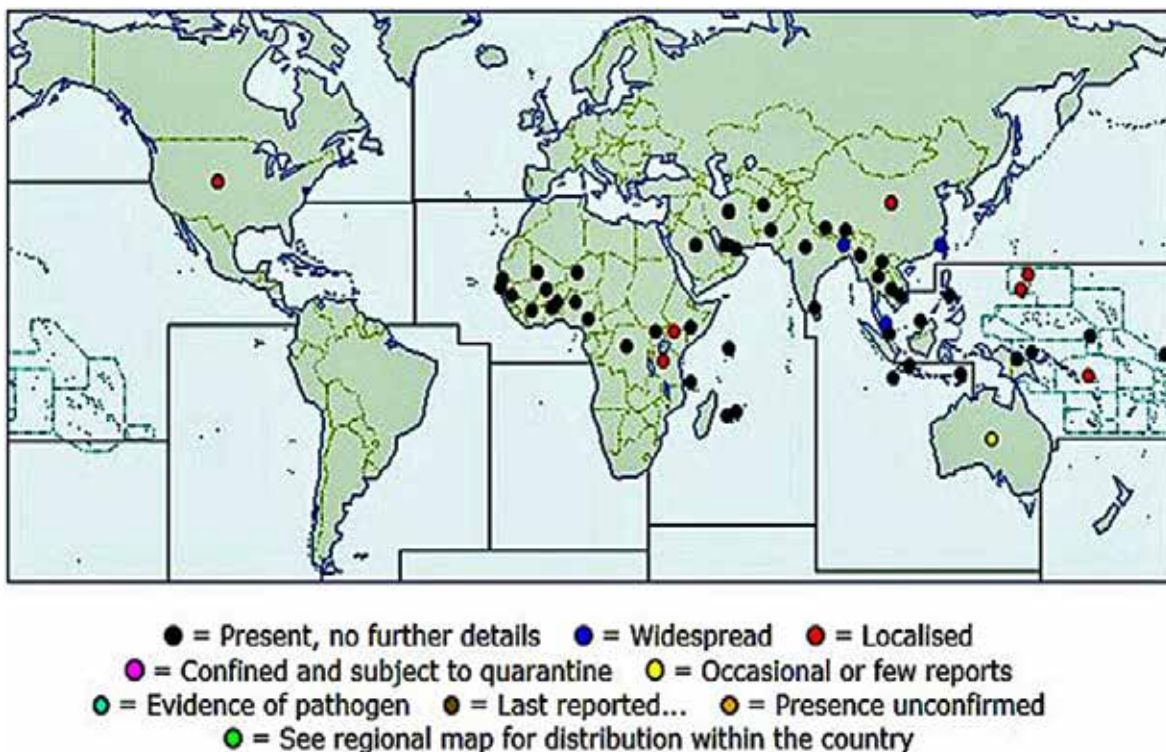 = Present, no further details = Widespread = Localised
= Confined and subject to quarantine = Occasional or few reports
= Evidence of pathogen = Last reported... = Presence unconfirmed
= See regional map for distribution within the country